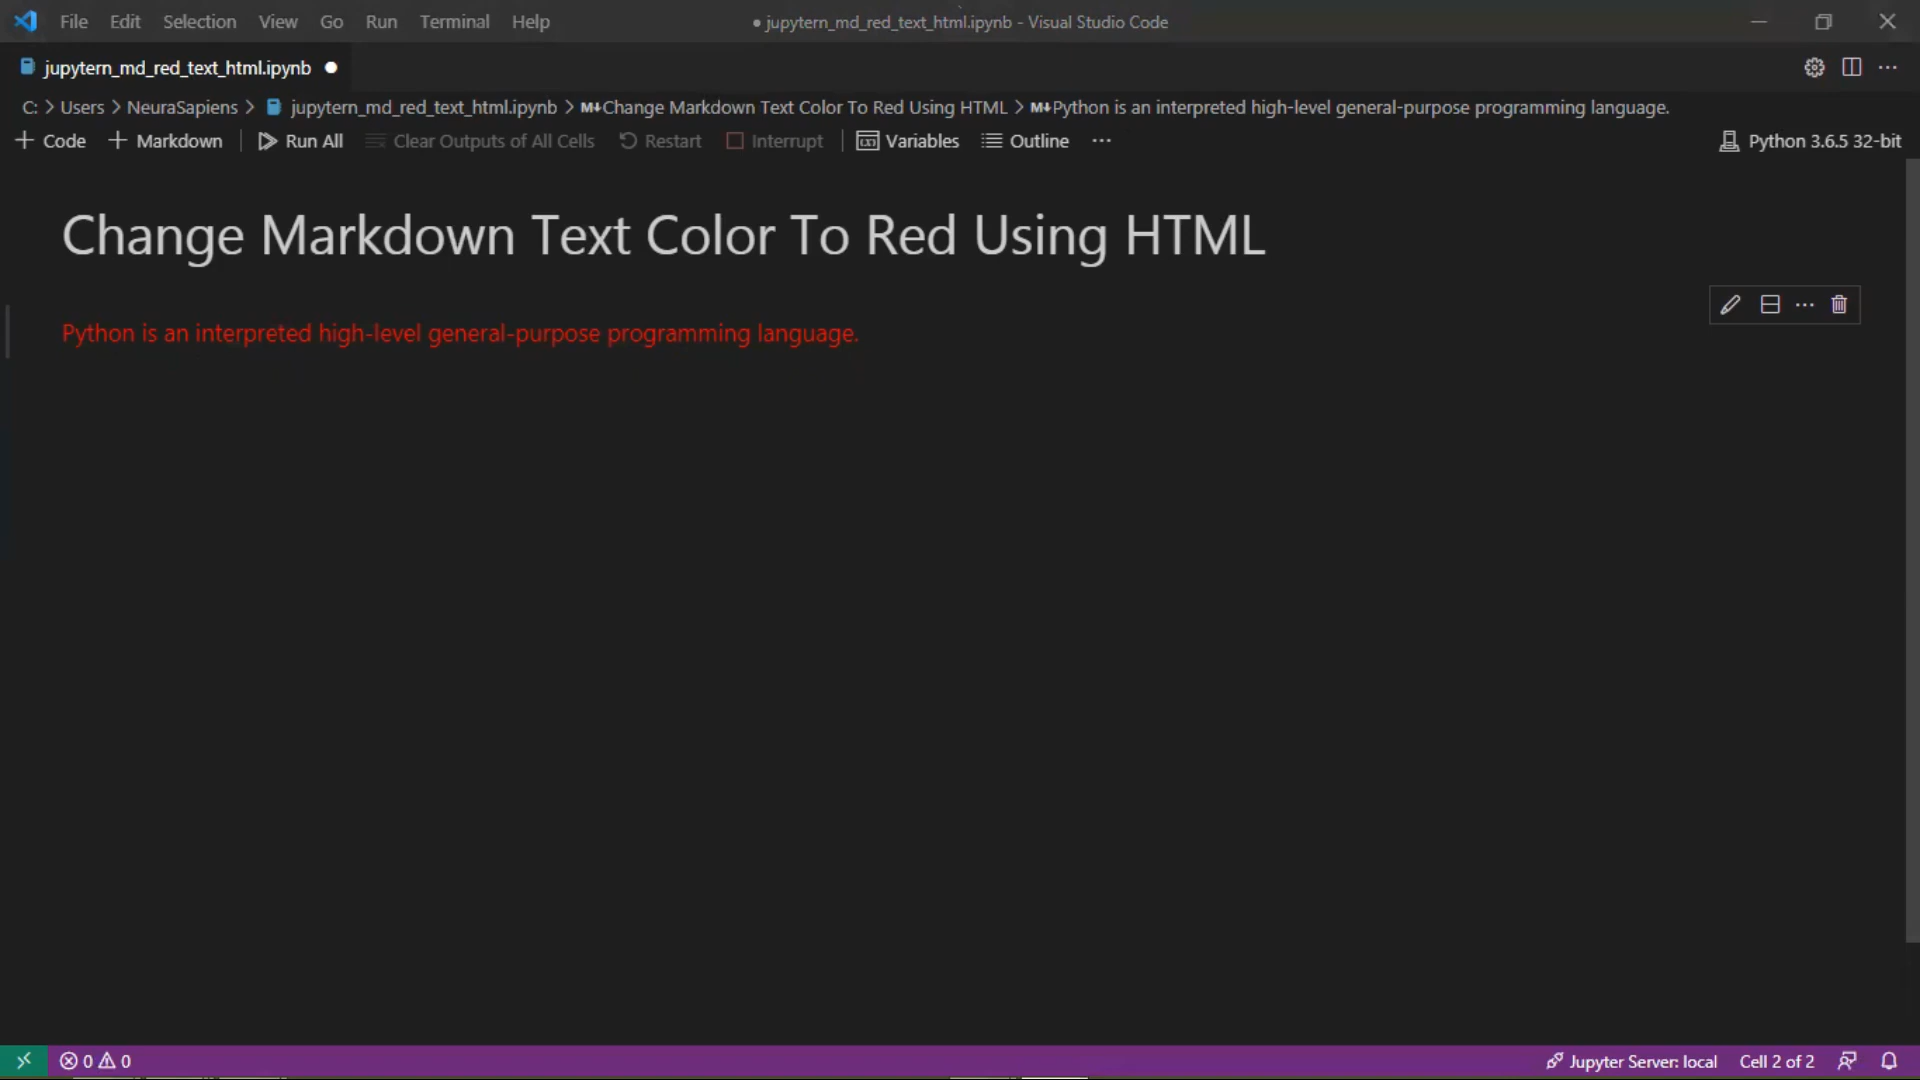 File Edit Selection View Go Run Terminal Help ● jupytern_md_red_text_html.ipynb - Visual Studio Code
jupytern_md_red_text_html.ipynb ●
C: > Users > NeuraSapiens > jupytern_md_red_text_html.ipynb > M↓Change Markdown Text Color To Red Using HTML > M↓Python is an interpreted high-level general-purpose programming language.
+ Code + Markdown | Run All Clear Outputs of All Cells Restart Interrupt | Variables Outline ··· Python 3.6.5 32-bit
Change Markdown Text Color To Red Using HTML
Python is an interpreted high-level general-purpose programming language.
0 0 Jupyter Server: local Cell 2 of 2